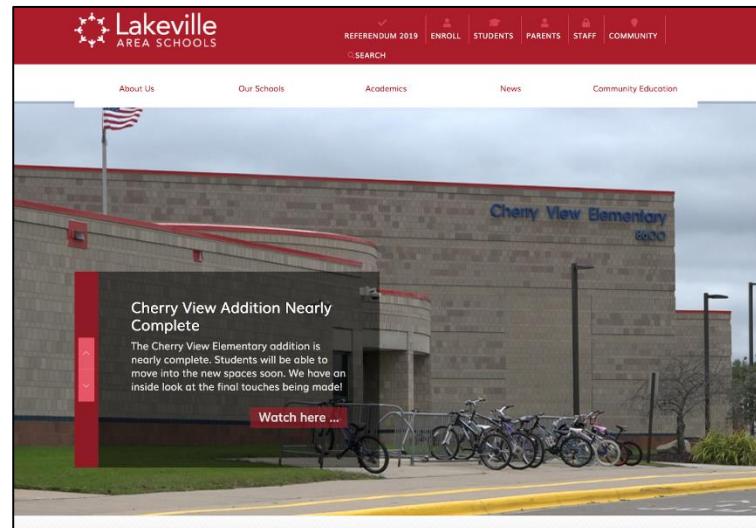 Lakeville
AREA SCHOOLS
REFERENDUM 2019 ENROLL STUDENTS PARENTS STAFF COMMUNITY
SEARCH
About Us Our Schools Academics News Community Education
Cherry View Elementary
8600
Cherry View Addition Nearly
Complete
The Cherry View Elementary addition is
nearly complete. Students will be able to
move into the new spaces soon. We have an
inside look at the final touches being made!
Watch here ...